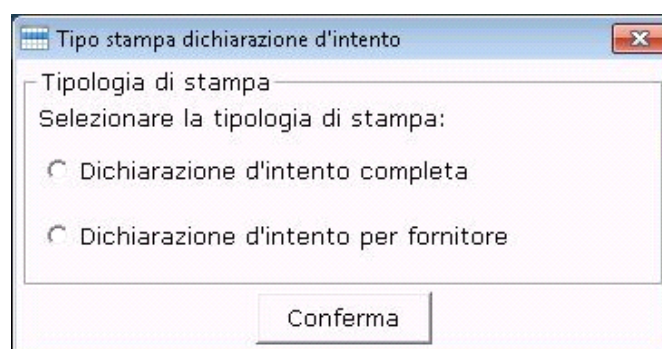 Tipo stampa dichiarazione d'intento
Tipologia di stampa
Selezionare la tipologia di stampa:
Dichiarazione d'intento completa
Dichiarazione d'intento per fornitore
Conferma